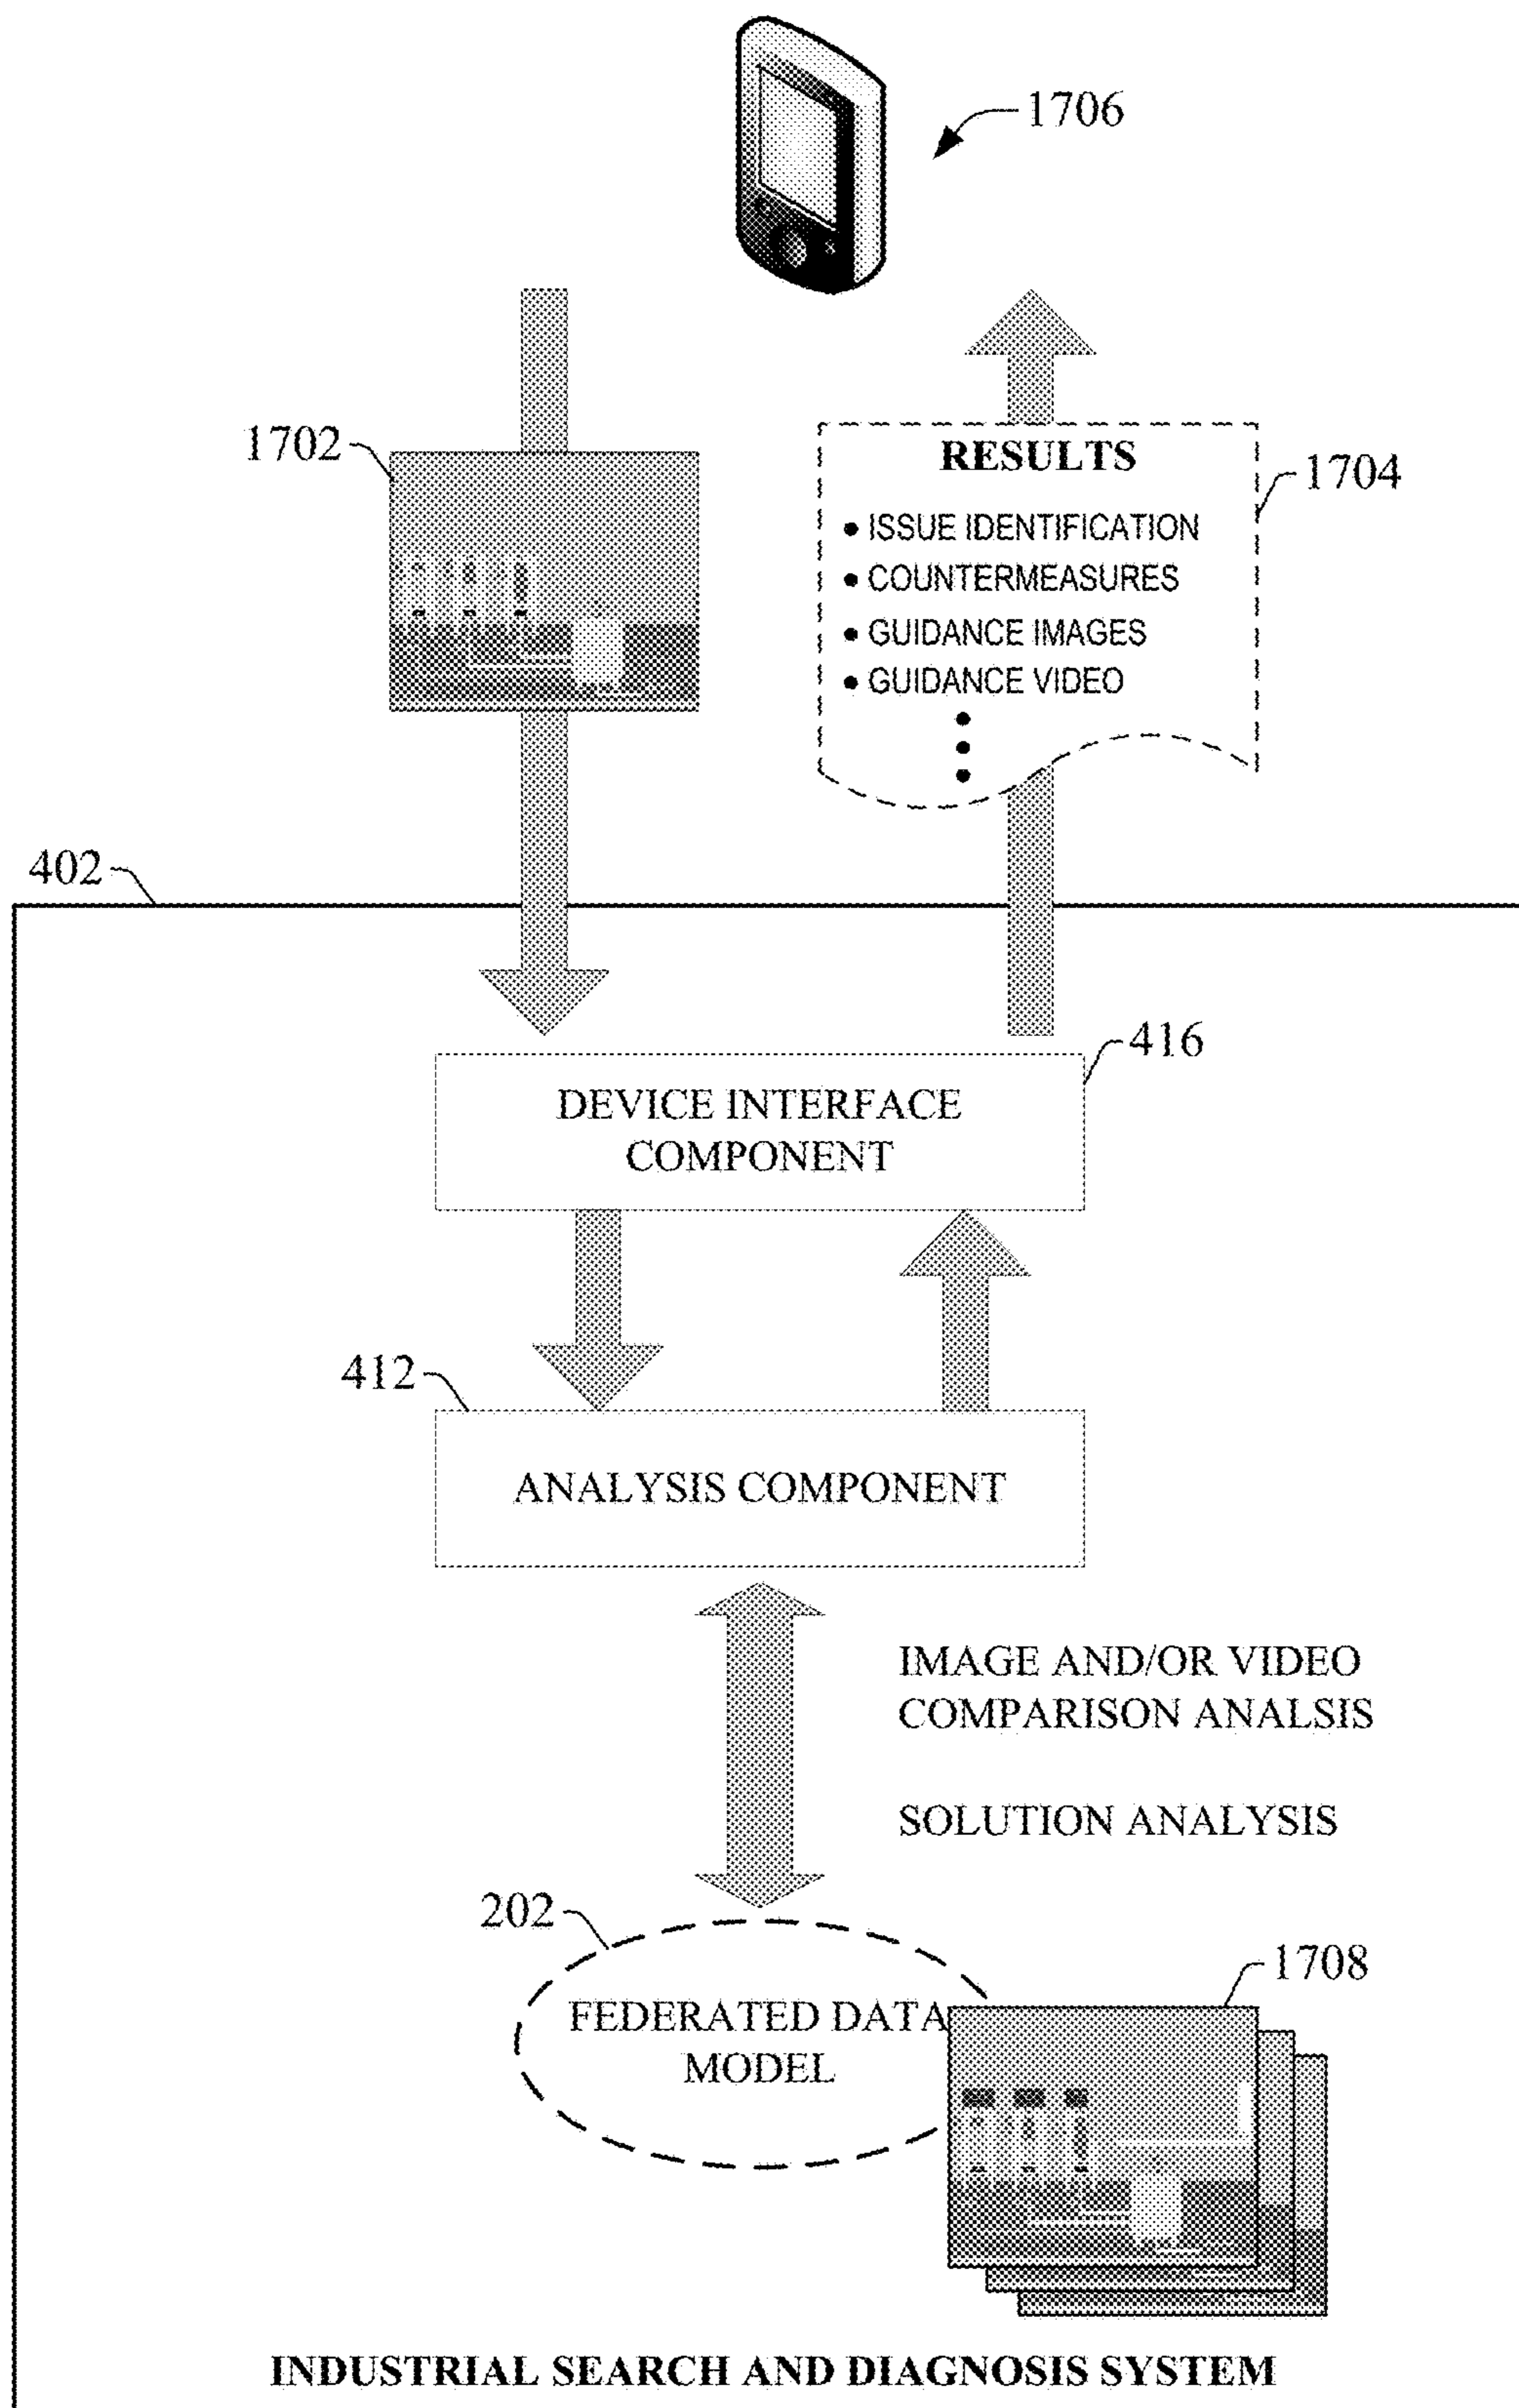 1706
1702
RESULTS
1704
• ISSUE IDENTIFICATION
• COUNTERMEASURES
• GUIDANCE IMAGES
• GUIDANCE VIDEO
402
416
DEVICE INTERFACE
COMPONENT
412
ANALYSIS COMPONENT
IMAGE AND/OR VIDEO
COMPARISON ANALSIS
SOLUTION ANALYSIS
202
1708
FEDERATED DATA
MODEL
INDUSTRIAL SEARCH AND DIAGNOSIS SYSTEM